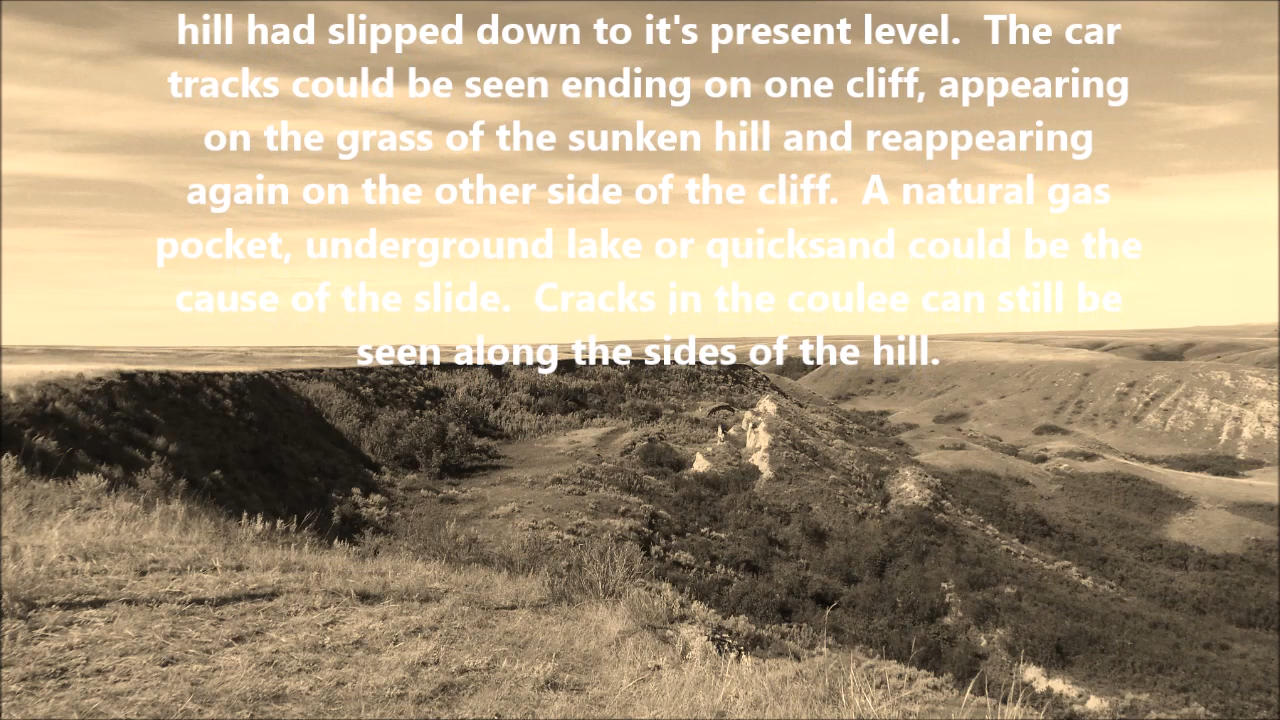 hill had slipped down to it's present level.  The car
tracks could be seen ending on one cliff, appearing
on the grass of the sunken hill and reappearing
again on the other side of the cliff.  A natural gas
pocket, underground lake or quicksand could be the
cause of the slide.  Cracks in the coulee can still be
seen along the sides of the hill.